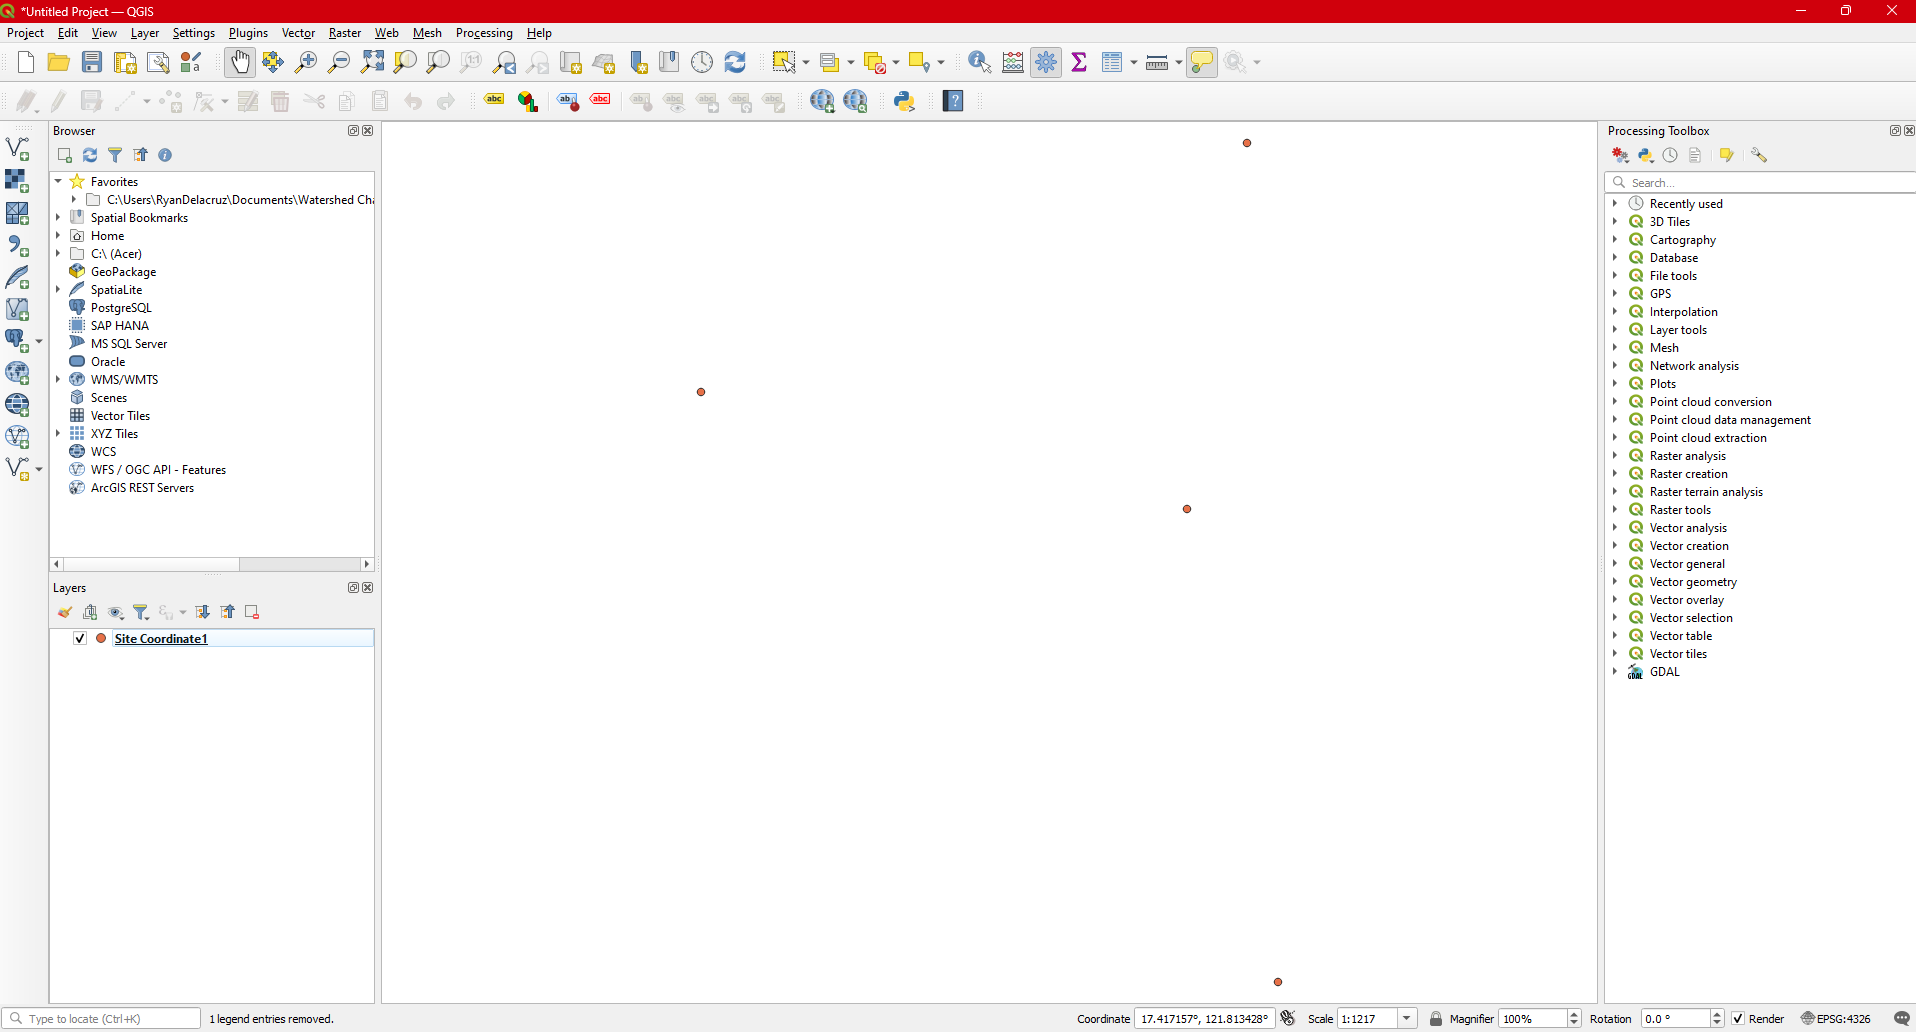 *Untitled Project — QGIS
Project Edit View Layer Settings Plugins Vector Raster Web Mesh Processing Help
Browser
Favorites
C:\Users\RyanDelacruz\Documents\Watershed Cha
Spatial Bookmarks
Home
C:\ (Acer)
GeoPackage
SpatiaLite
PostgreSQL
SAP HANA
MS SQL Server
Oracle
WMS/WMTS
Scenes
Vector Tiles
XYZ Tiles
WCS
WFS / OGC API - Features
ArcGIS REST Servers
Layers
Site Coordinate1
Processing Toolbox
Search...
Recently used
3D Tiles
Cartography
Database
File tools
GPS
Interpolation
Layer tools
Mesh
Network analysis
Plots
Point cloud conversion
Point cloud data management
Point cloud extraction
Raster analysis
Raster creation
Raster terrain analysis
Raster tools
Vector analysis
Vector creation
Vector general
Vector geometry
Vector overlay
Vector selection
Vector table
Vector tiles
GDAL
Type to locate (Ctrl+K) 1 legend entries removed. Coordinate 17.417157°, 121.813428° Scale 1:1217 Magnifier 100% Rotation 0.0 ° Render EPSG:4326